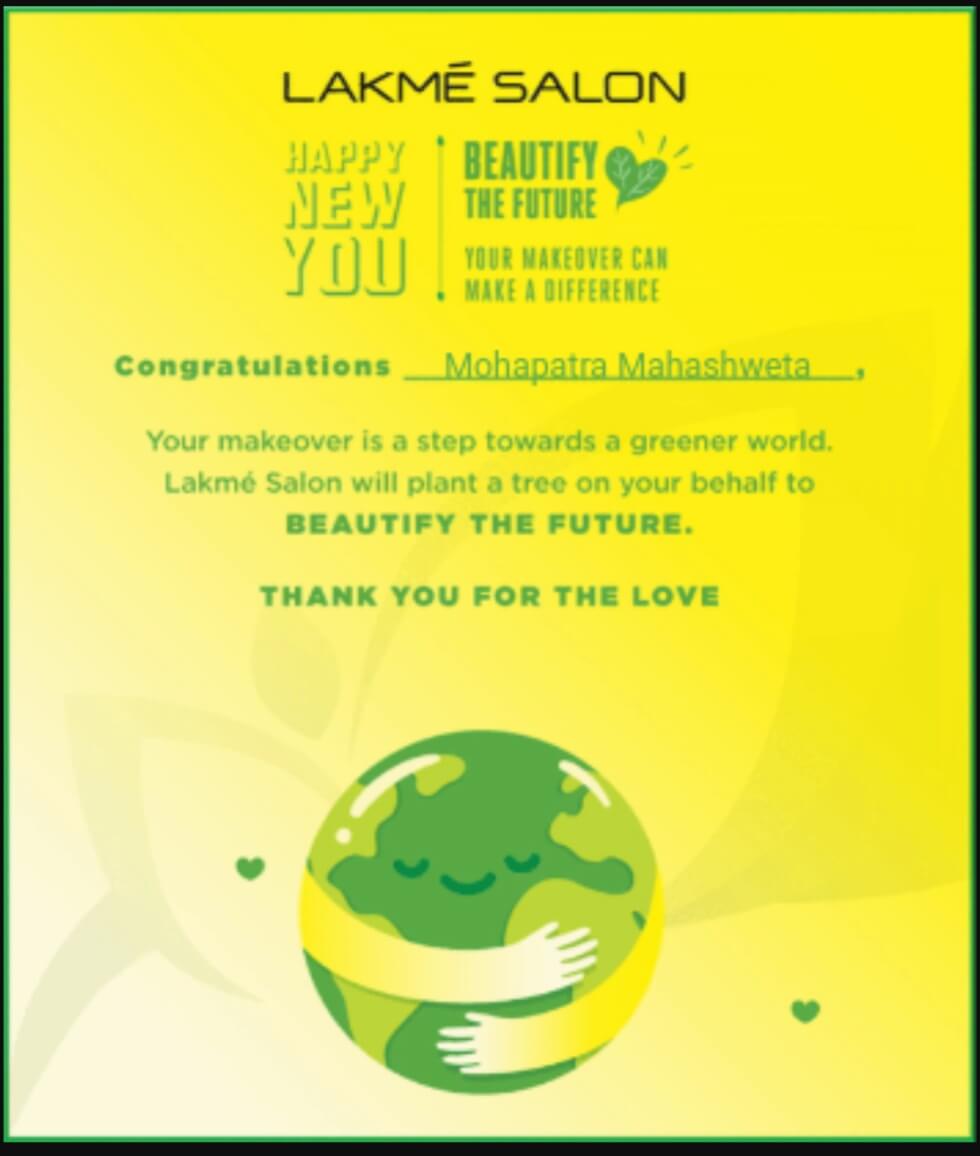 LAKMÉ SALON
HAPPY
NEW
YOU
BEAUTIFY
THE FUTURE
YOUR MAKEOVER CAN
MAKE A DIFFERENCE
Congratulations Mohapatra Mahashweta,
Your makeover is a step towards a greener world.
Lakmé Salon will plant a tree on your behalf to
BEAUTIFY THE FUTURE.
THANK YOU FOR THE LOVE